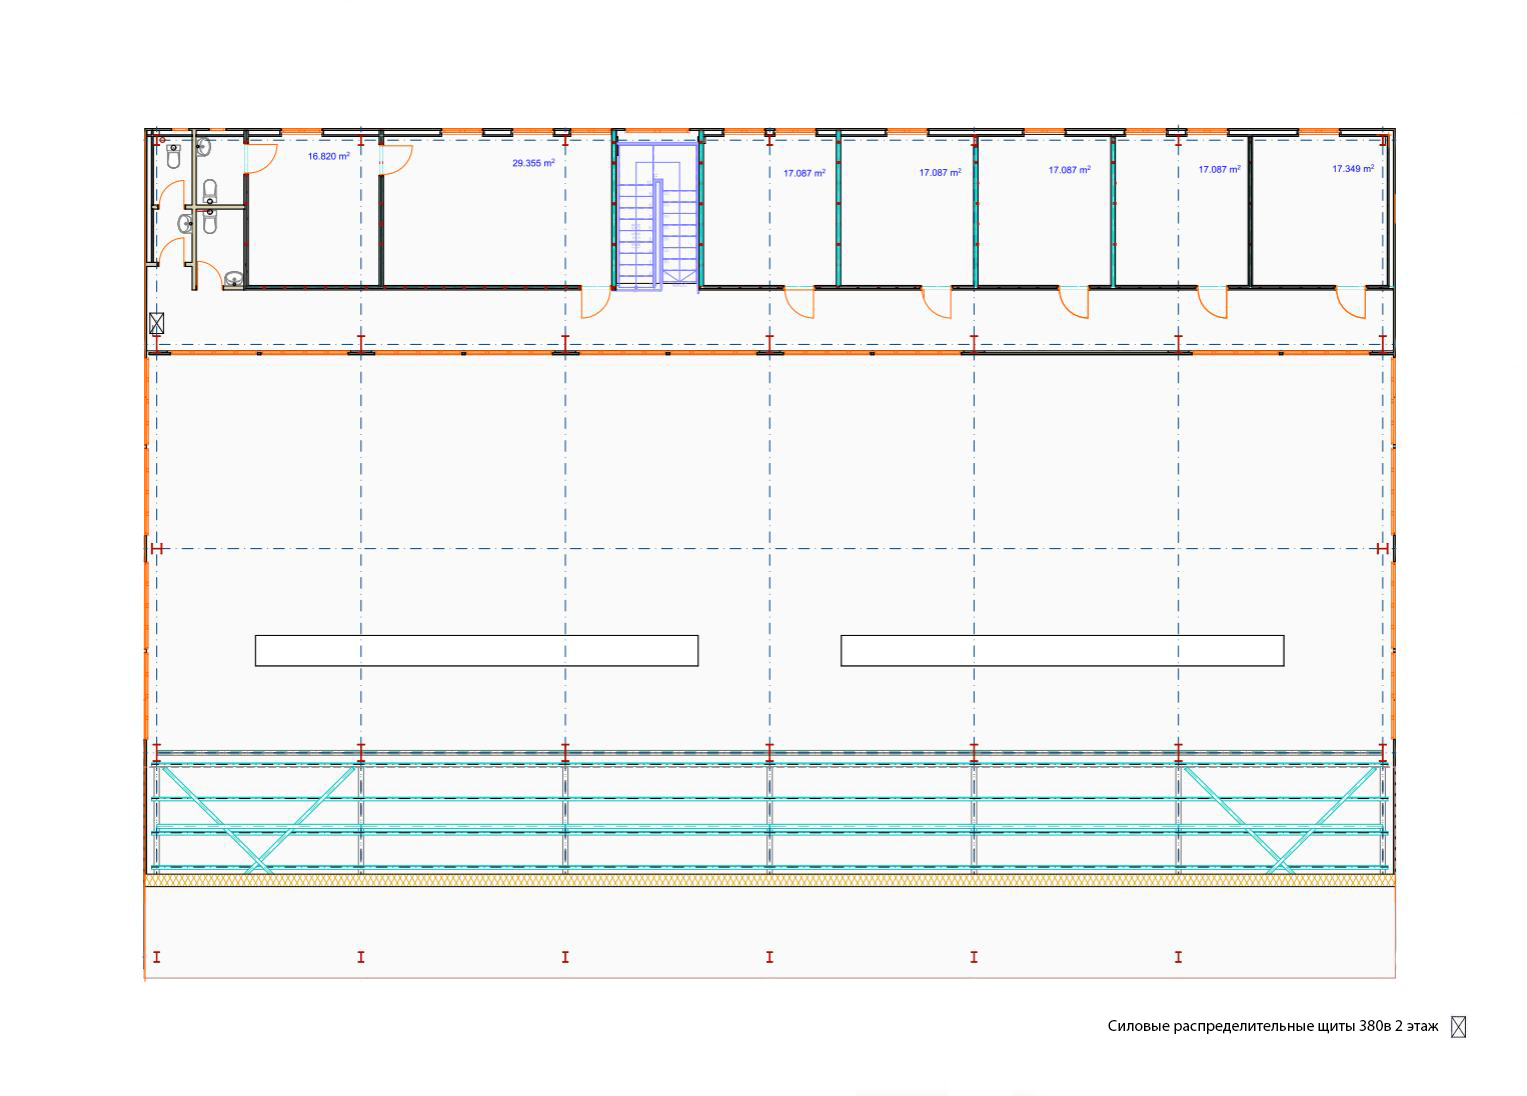 16.820 m²
29.355 m²
17.087 m²
17.087 m²
17.087 m²
17.087 m²
17.349 m²
Силовые распределительные щиты 380в 2 этаж